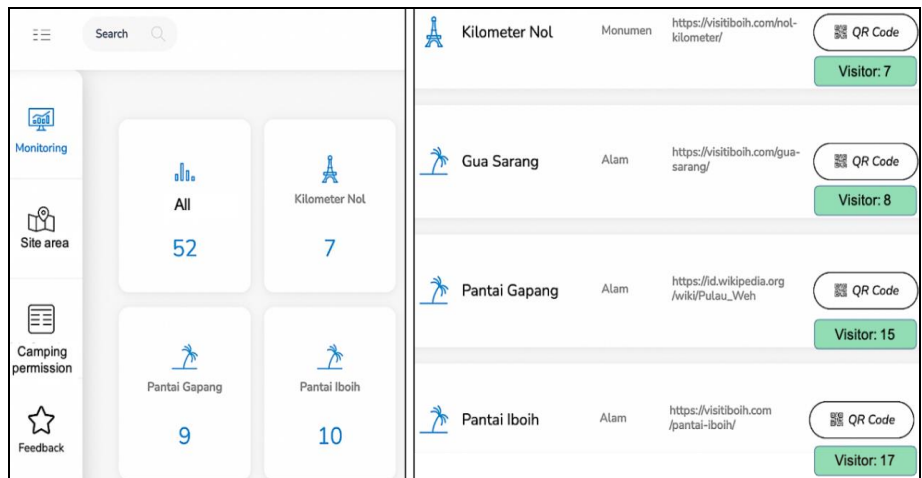 Search
Monitoring
Site area
Camping
permission
Feedback
All
52
Kilometer Nol
7
Pantai Gapang
9
Pantai Iboih
10
Kilometer Nol
Monumen
https://visitiboih.com/nol-
kilometer/
QR Code
Visitor: 7
Gua Sarang
Alam
https://visitiboih.com/gua-
sarang/
QR Code
Visitor: 8
Pantai Gapang
Alam
https://id.wikipedia.org
/wiki/Pulau_Weh
QR Code
Visitor: 15
Pantai Iboih
Alam
https://visitiboih.com
/pantai-iboih/
QR Code
Visitor: 17